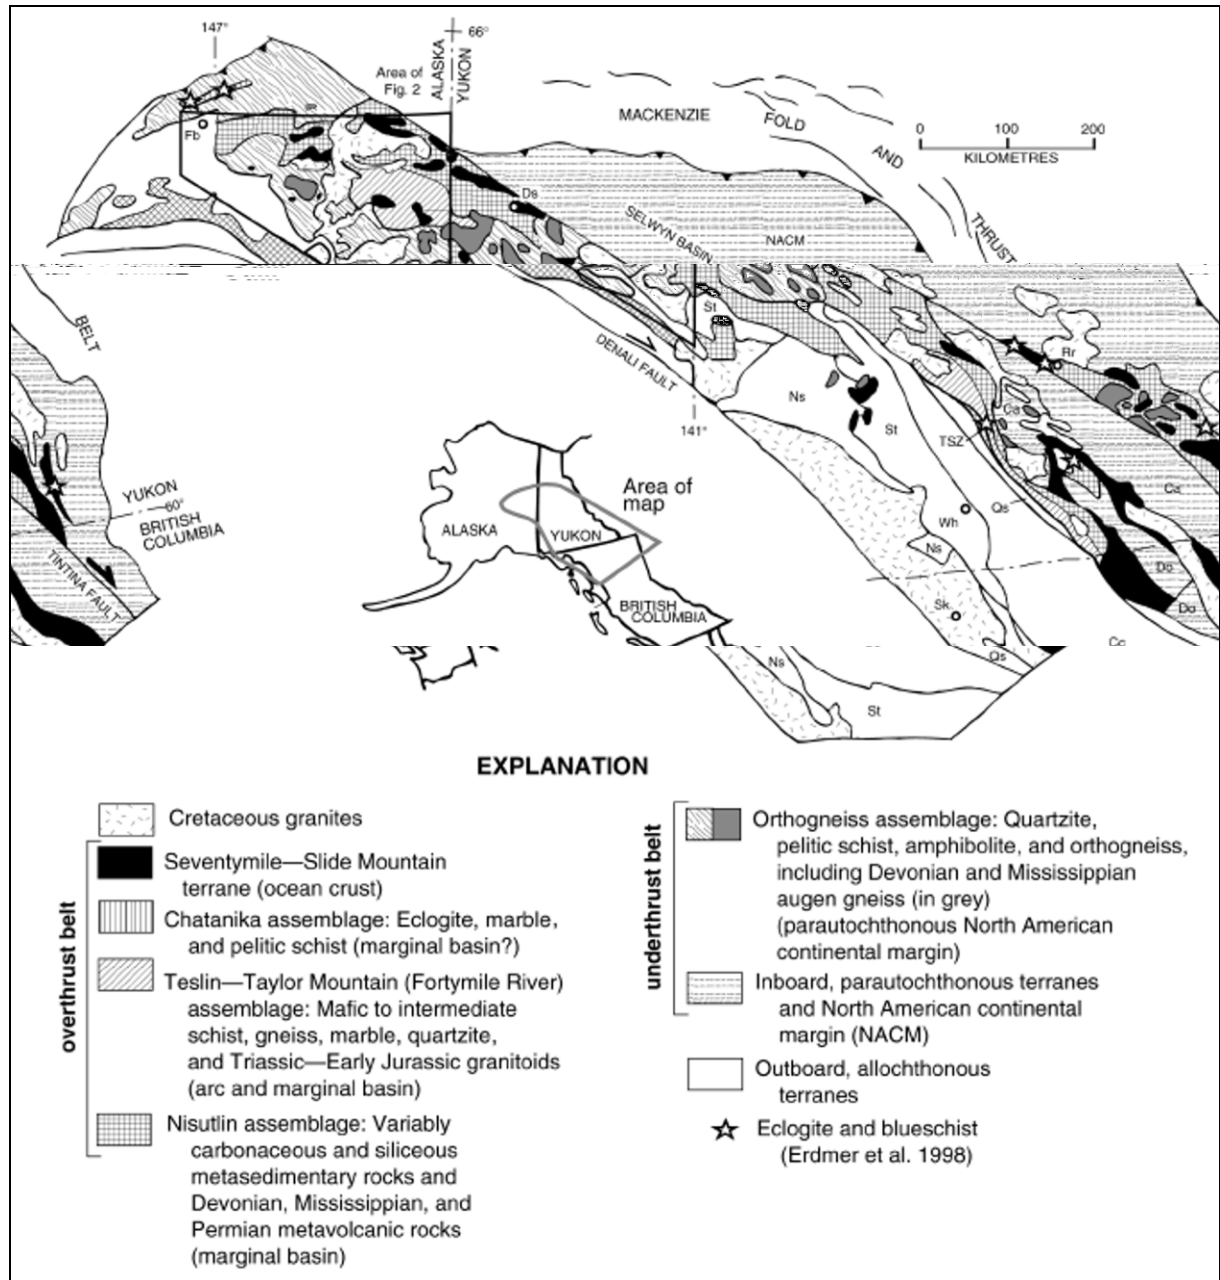 147°
66°
ALASKA
YUKON
Area of
Fig. 2
MACKENZIE
FOLD
AND
THRUST
0 100 200
KILOMETRES
Fb
Ds
SELWYN BASIN
NACM
BELT
St
DENALI FAULT
Ns
Rr
141°
St
Ca
TSZ
YUKON
60°
BRITISH
COLUMBIA
TINTINA FAULT
Area of
map
ALASKA
YUKON
BRITISH
COLUMBIA
Qs
Wh
Ns
Sk
Do
Do
Qs
Ns
St
EXPLANATION
Cretaceous granites
overthrust belt
Seventymile—Slide Mountain
terrane (ocean crust)
Chatanika assemblage: Eclogite, marble,
and pelitic schist (marginal basin?)
Teslin—Taylor Mountain (Fortymile River)
assemblage: Mafic to intermediate
schist, gneiss, marble, quartzite,
and Triassic—Early Jurassic granitoids
(arc and marginal basin)
Nisutlin assemblage: Variably
carbonaceous and siliceous
metasedimentary rocks and
Devonian, Mississippian, and
Permian metavolcanic rocks
(marginal basin)
underthrust belt
Orthogneiss assemblage: Quartzite,
pelitic schist, amphibolite, and orthogneiss,
including Devonian and Mississippian
augen gneiss (in grey)
(parautochthonous North American
continental margin)
Inboard, parautochthonous terranes
and North American continental
margin (NACM)
Outboard, allochthonous
terranes
Eclogite and blueschist
(Erdmer et al. 1998)